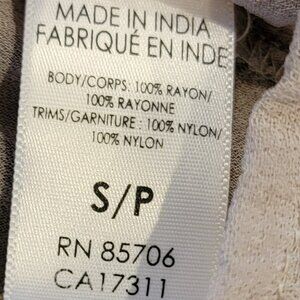 MADE IN INDIA
FABRIQUÉ EN INDE
BODY/CORPS: 100% RAYON/
100% RAYONNE
TRIMS/GARNITURE : 100% NYLON/
100% NYLON
S/P
RN 85706
CA17311